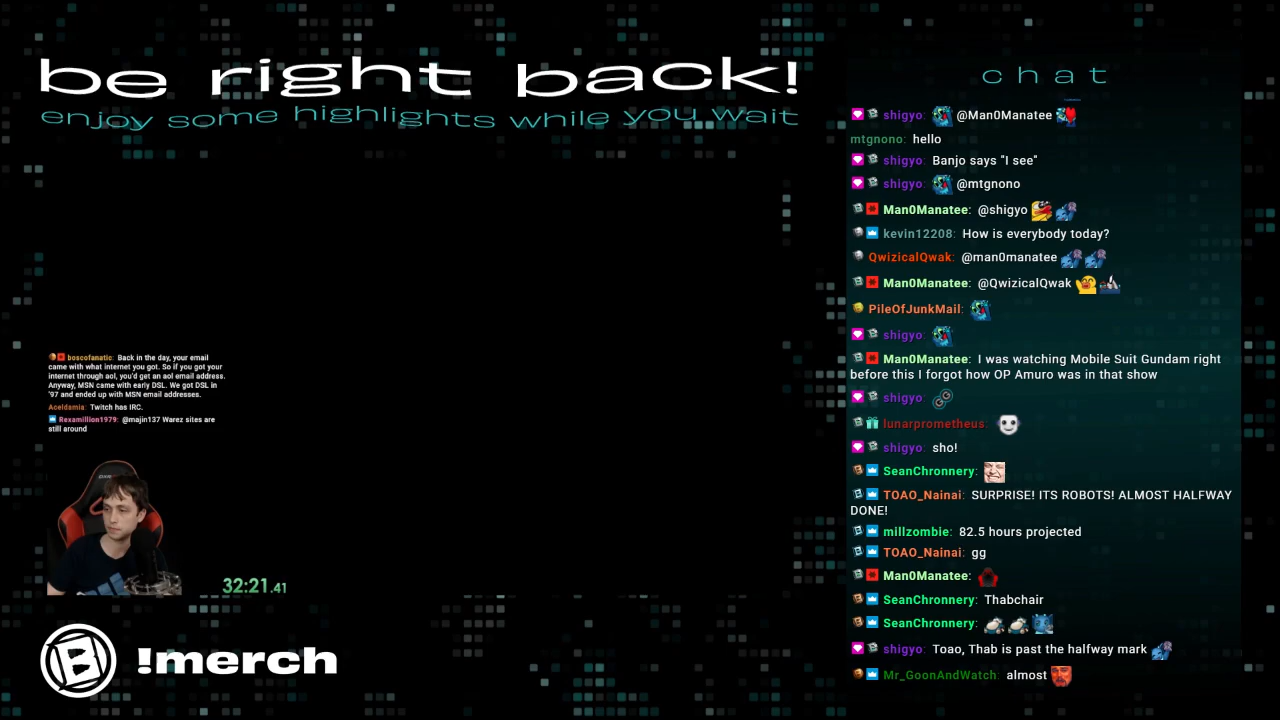 be right back!
enjoy some highlights while you wait
chat
shigyo: @Man0Manatee
mtgnono: hello
shigyo: Banjo says "I see"
shigyo: @mtgnono
Man0Manatee: @shigyo
kevin12208: How is everybody today?
QwizicalQwak: @man0manatee
Man0Manatee: @QwizicalQwak
PileOfJunkMail:
shigyo:
Man0Manatee: I was watching Mobile Suit Gundam right
before this I forgot how OP Amuro was in that show
shigyo:
lunarprometheus:
shigyo: sho!
SeanChronnery:
TOAO_Nainai: SURPRISE! ITS ROBOTS! ALMOST HALFWAY
DONE!
millzombie: 82.5 hours projected
TOAO_Nainai: gg
Man0Manatee:
SeanChronnery: Thabchair
SeanChronnery:
shigyo: Toao, Thab is past the halfway mark
Mr_GoonAndWatch: almost
boscofanatic: Back in the day, your email
came with what internet you got. So if you got your
internet through aol, you'd get an aol email address.
Anyway, MSN came with early DSL. We got DSL in
'97 and ended up with MSN email addresses.
Aceldamia: Twitch has IRC.
Rexamillion1979: @majin137 Warez sites are
still around
32:21.41
B
!merch